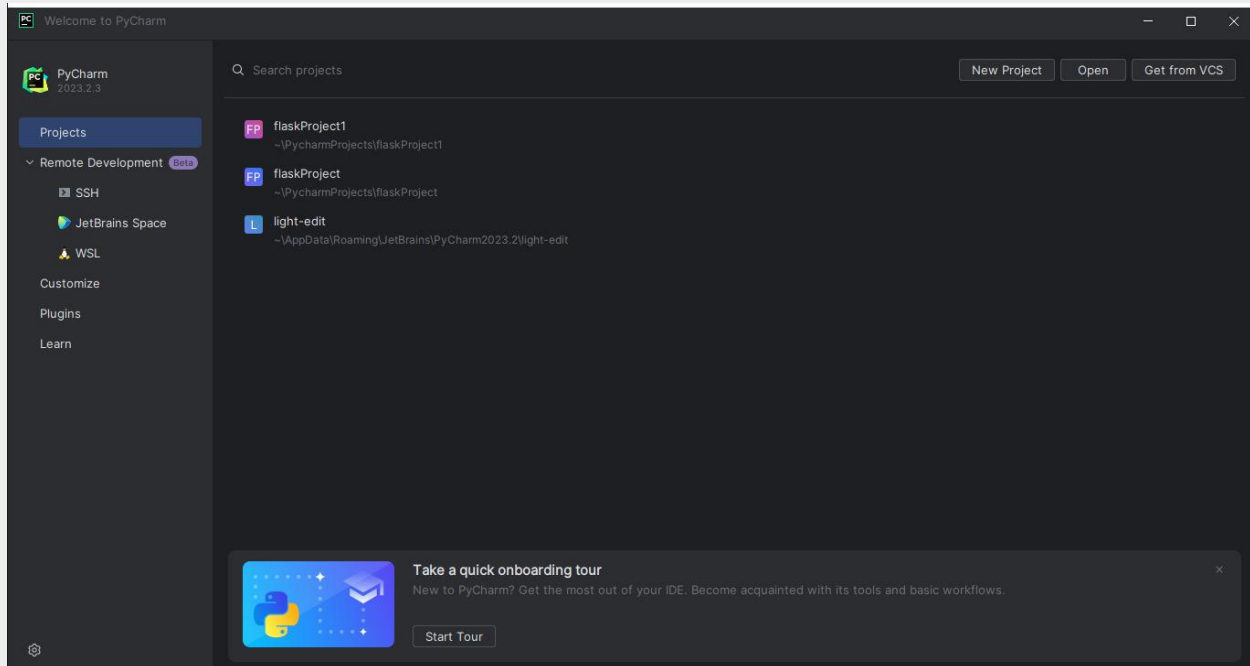 PC Welcome to PyCharm
PC PyCharm
2023.2.3
Projects
Remote Development Beta
SSH
JetBrains Space
WSL
Customize
Plugins
Learn
Search projects
New Project Open Get from VCS
FP flaskProject1
~\PycharmProjects\flaskProject1
FP flaskProject
~\PycharmProjects\flaskProject
L light-edit
~\AppData\Roaming\JetBrains\PyCharm2023.2\light-edit
Take a quick onboarding tour
New to PyCharm? Get the most out of your IDE. Become acquainted with its tools and basic workflows.
Start Tour